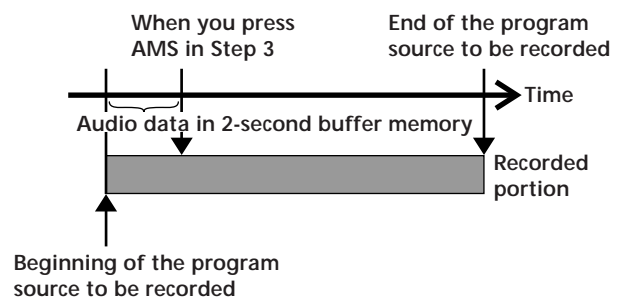 When you press
AMS in Step 3
End of the program
source to be recorded
Time
Audio data in 2-second buffer memory
Recorded
portion
Beginning of the program
source to be recorded